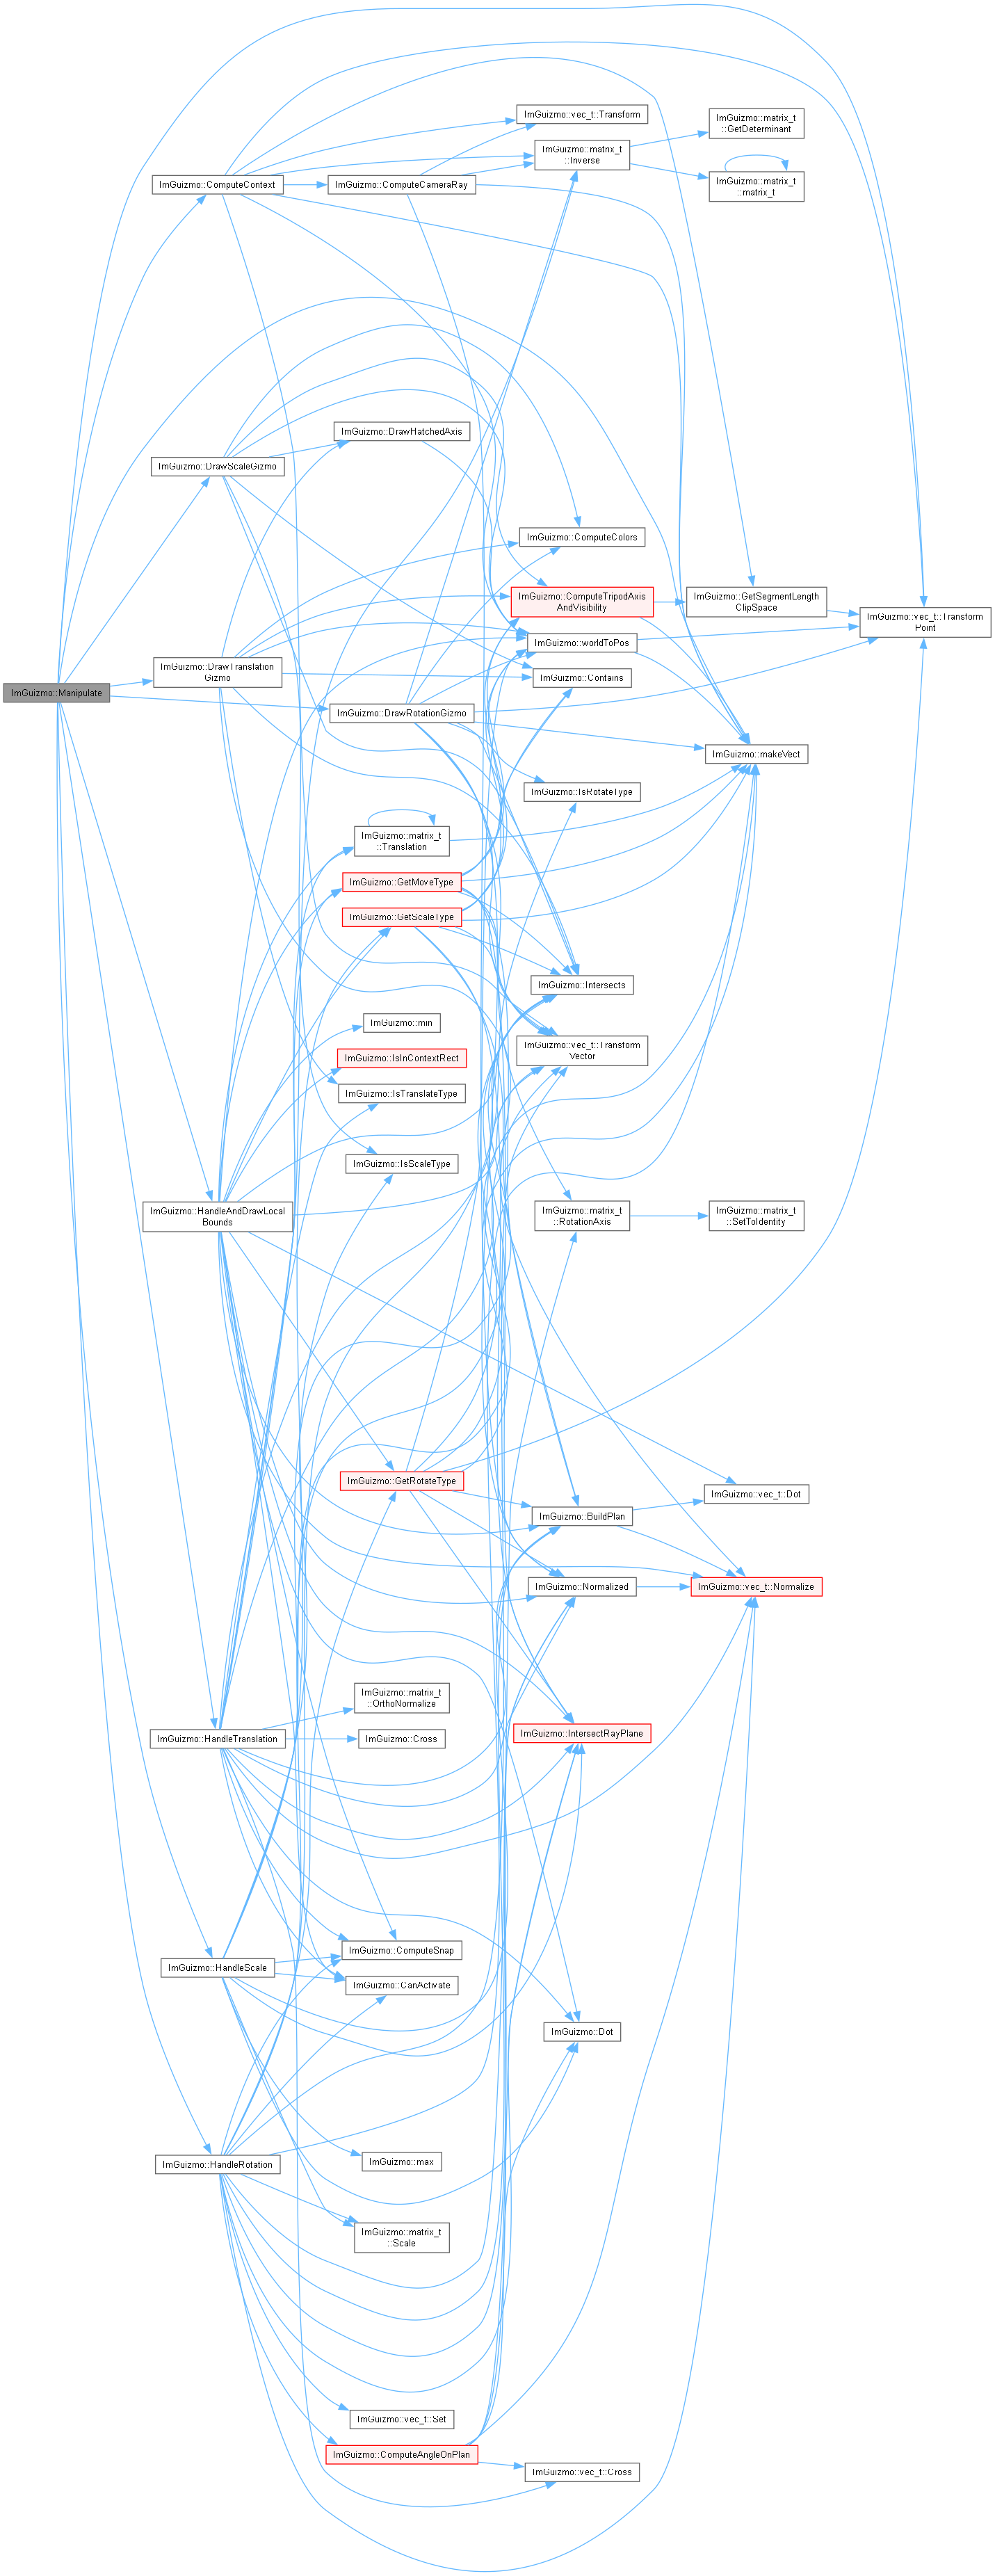 ImGuizmo::vec_t::Transform
ImGuizmo::matrix_t
::GetDeterminant
ImGuizmo::matrix_t
::Inverse
ImGuizmo::ComputeContext
ImGuizmo::ComputeCameraRay
ImGuizmo::matrix_t
::matrix_t
ImGuizmo::DrawHatchedAxis
ImGuizmo::DrawScaleGizmo
ImGuizmo::ComputeColors
ImGuizmo::ComputeTripodAxis
AndVisibility
ImGuizmo::GetSegmentLength
ClipSpace
ImGuizmo::vec_t::Transform
Point
ImGuizmo::worldToPos
ImGuizmo::DrawTranslation
Gizmo
ImGuizmo::Contains
ImGuizmo::Manipulate
ImGuizmo::DrawRotationGizmo
ImGuizmo::makeVect
ImGuizmo::IsRotateType
ImGuizmo::matrix_t
::Translation
ImGuizmo::GetMoveType
ImGuizmo::GetScaleType
ImGuizmo::Intersects
ImGuizmo::min
ImGuizmo::vec_t::Transform
Vector
ImGuizmo::IsInContextRect
ImGuizmo::IsTranslateType
ImGuizmo::IsScaleType
ImGuizmo::HandleAndDrawLocal
Bounds
ImGuizmo::matrix_t
::RotationAxis
ImGuizmo::matrix_t
::SetToIdentity
ImGuizmo::GetRotateType
ImGuizmo::vec_t::Dot
ImGuizmo::BuildPlan
ImGuizmo::Normalized
ImGuizmo::vec_t::Normalize
ImGuizmo::matrix_t
::OrthoNormalize
ImGuizmo::IntersectRayPlane
ImGuizmo::HandleTranslation
ImGuizmo::Cross
ImGuizmo::ComputeSnap
ImGuizmo::HandleScale
ImGuizmo::CanActivate
ImGuizmo::Dot
ImGuizmo::max
ImGuizmo::HandleRotation
ImGuizmo::matrix_t
::Scale
ImGuizmo::vec_t::Set
ImGuizmo::ComputeAngleOnPlan
ImGuizmo::vec_t::Cross